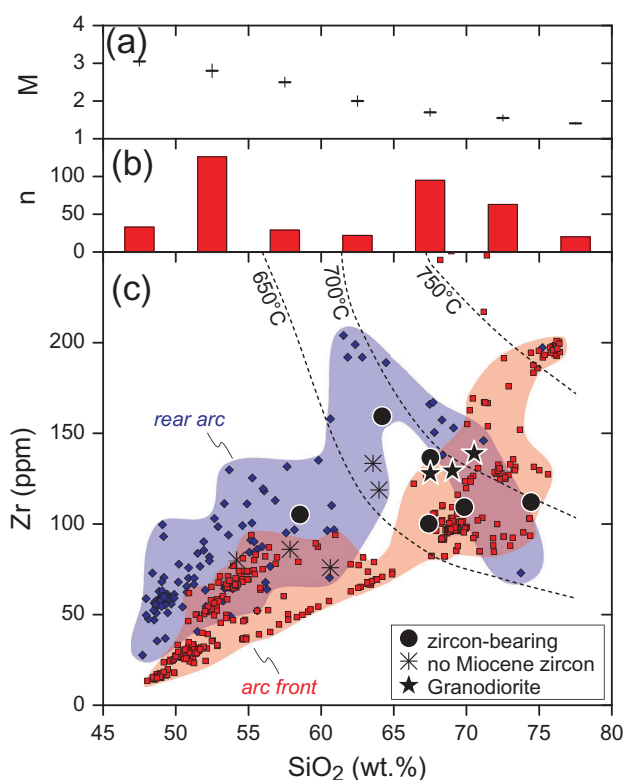 (a)
M
4
3
2
1
(b)
n
100
50
0
(c)
650°C
700°C
750°C
Zr (ppm)
200
150
100
50
0
rear arc
arc front
zircon-bearing
no Miocene zircon
Granodiorite
45 50 55 60 65 70 75 80
SiO₂ (wt.%)